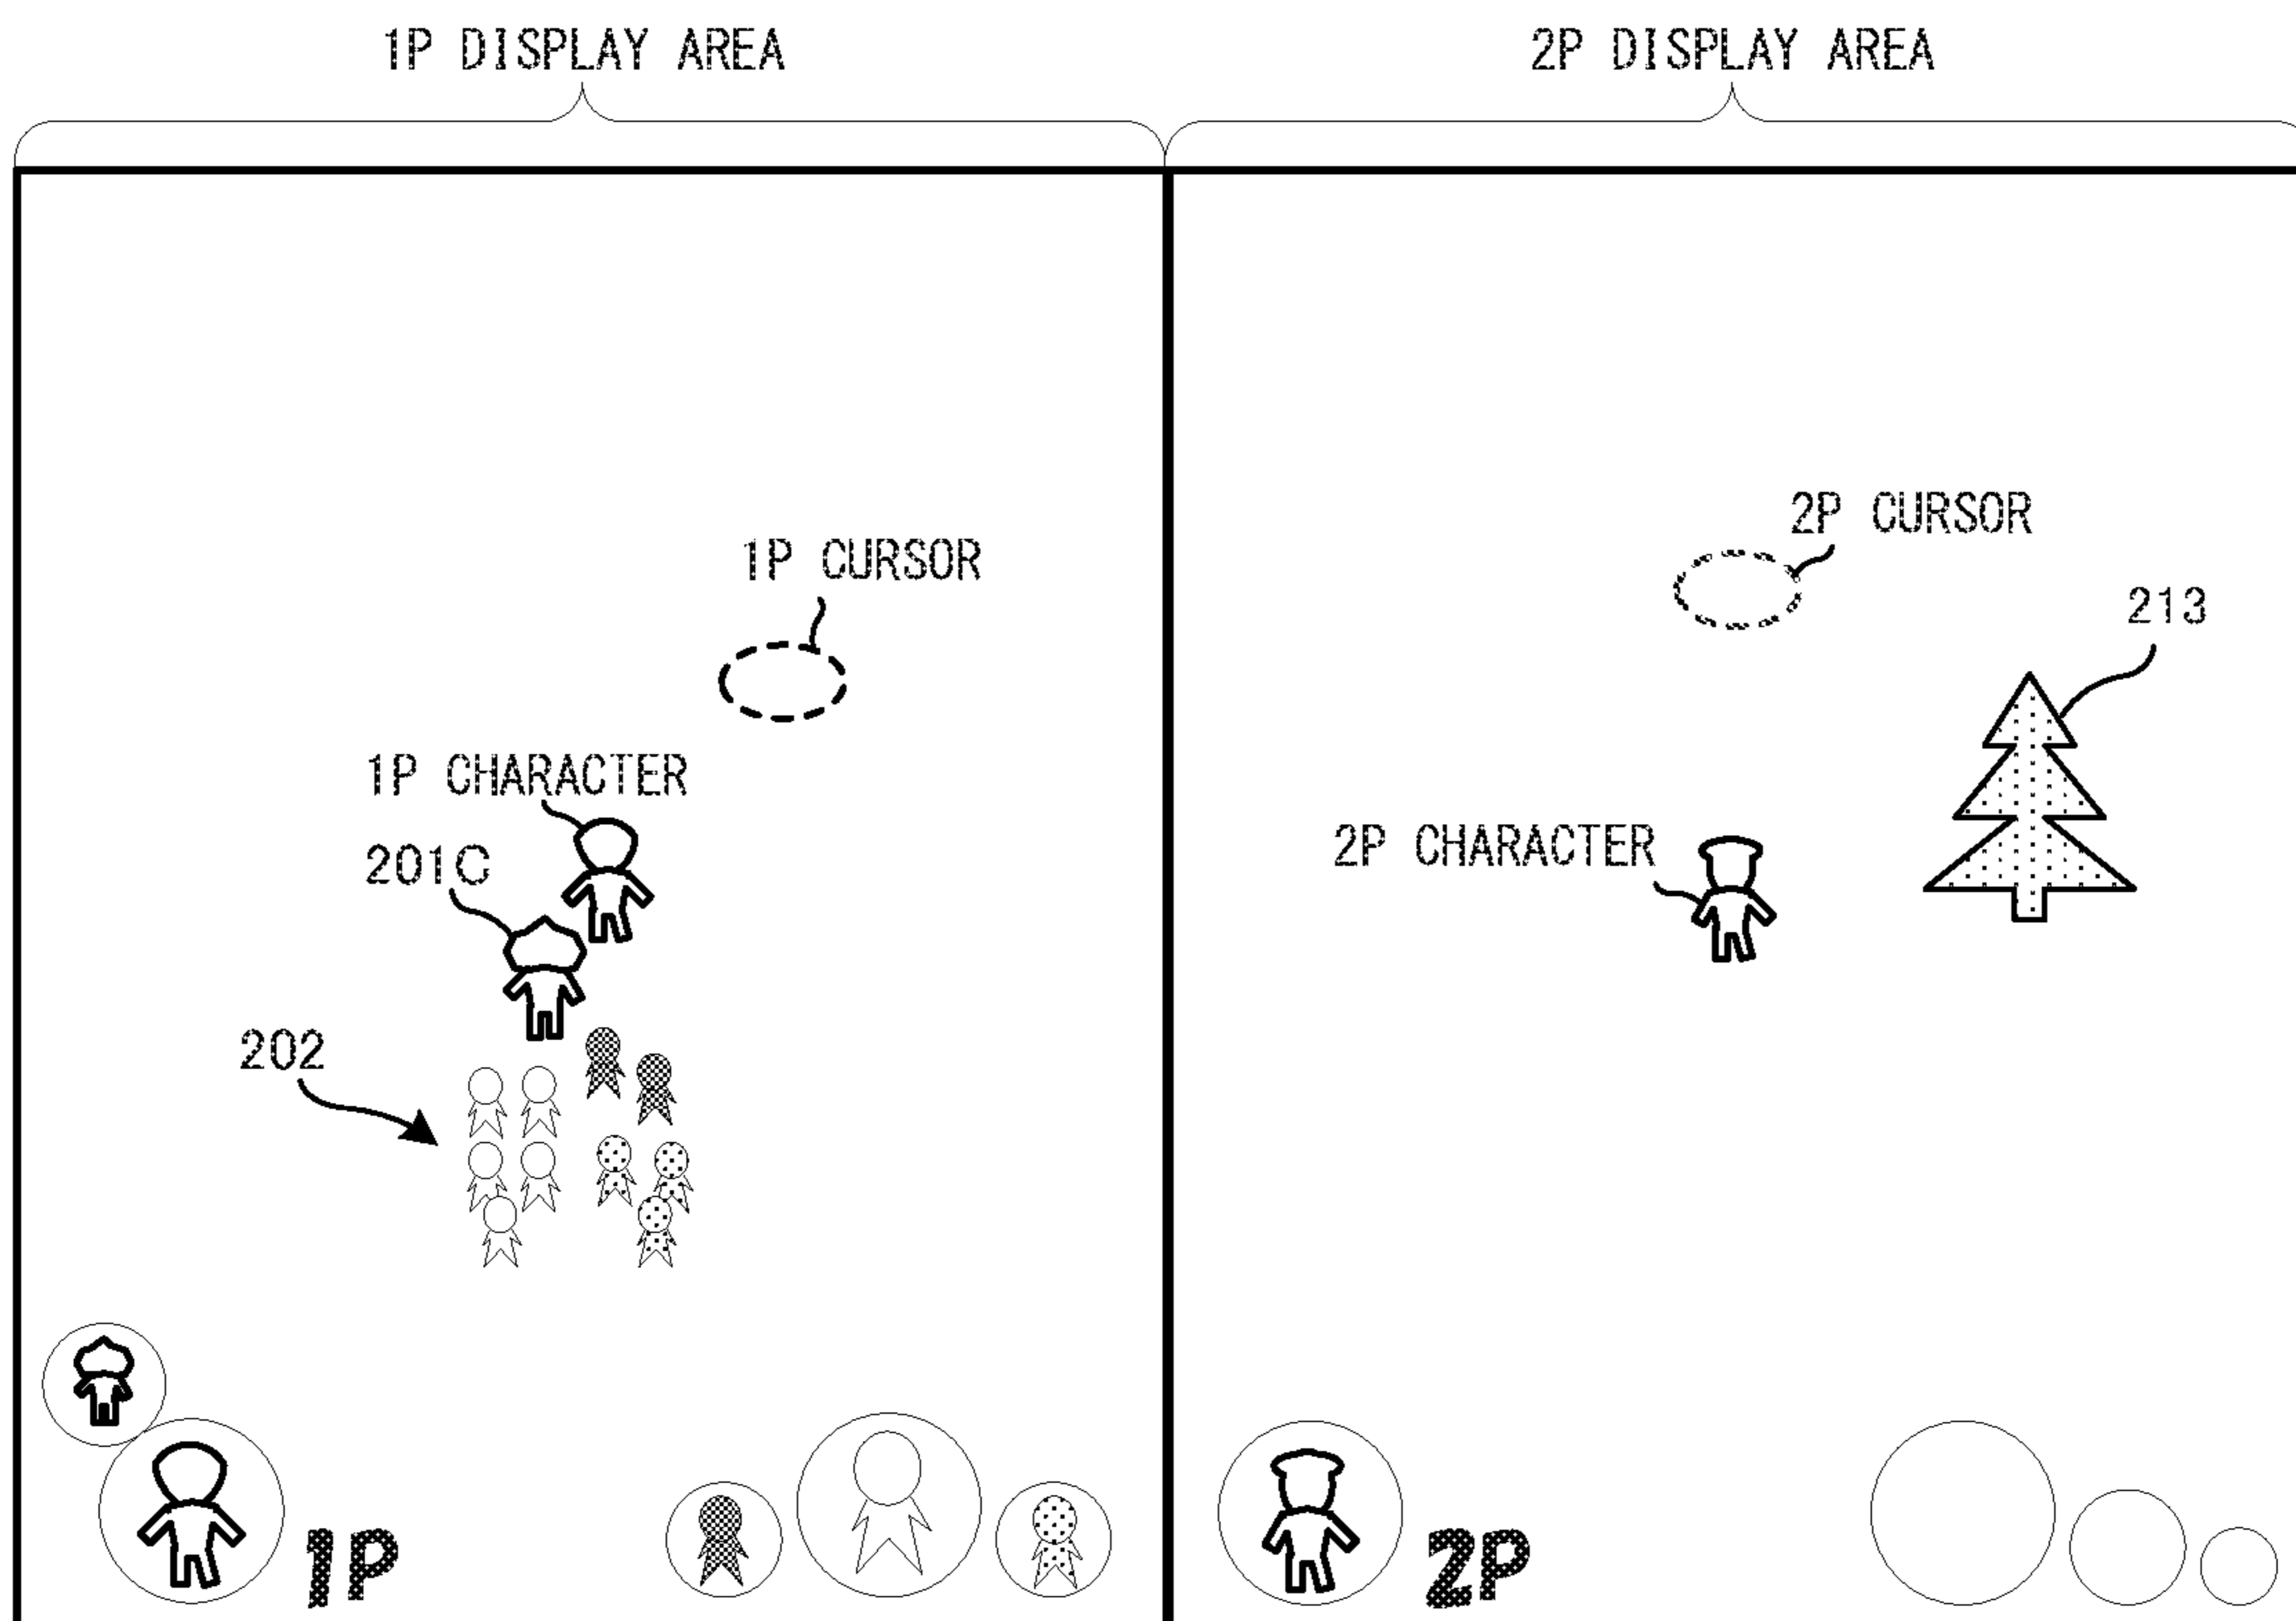 1P DISPLAY AREA
2P DISPLAY AREA
1P CURSOR
2P CURSOR
213
1P CHARACTER
2P CHARACTER
201C
202
1P
2P